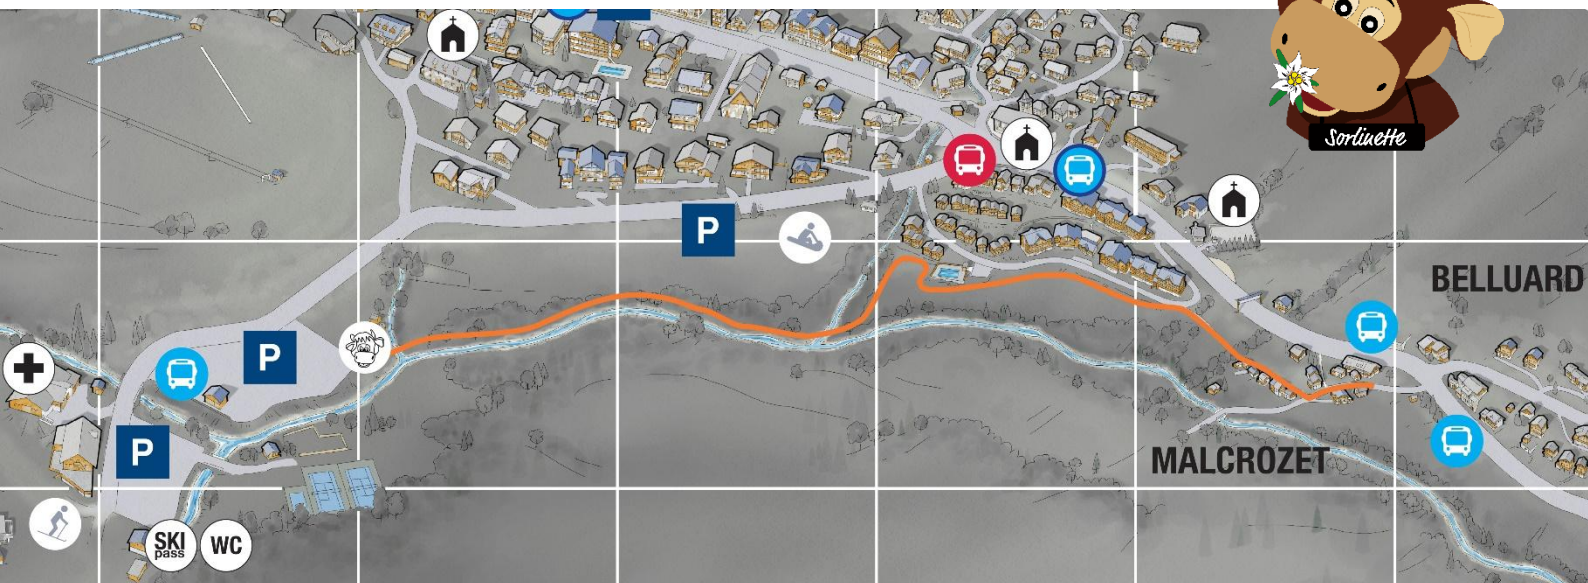 Sorlinette
P
BELLUARD
P
P
MALCROZET
SKI
pass
WC